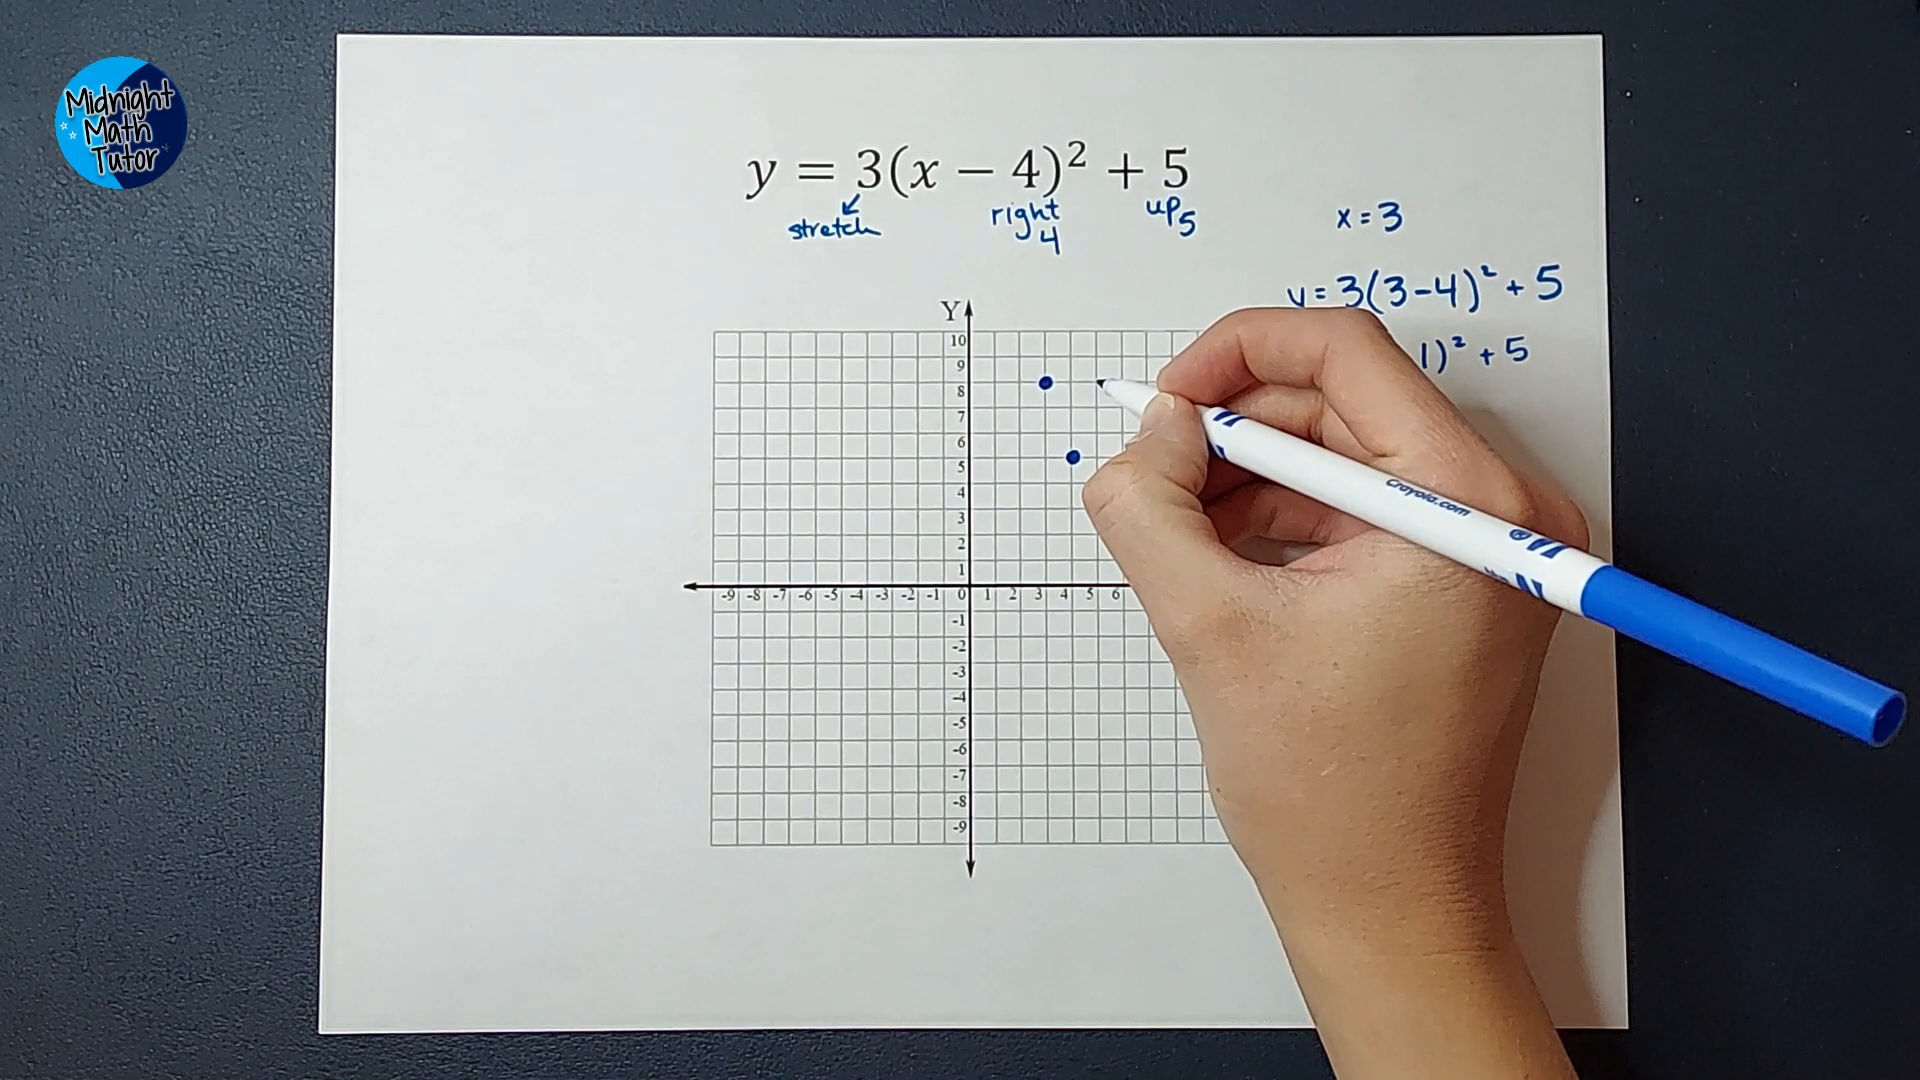 Midnight
Math
Tutor
y = 3(x − 4)² + 5
stretch
right
4
up 5
x = 3
y = 3(3-4)² + 5
1)² + 5
Y
10
9
8
7
6
5
4
3
2
1
-9 -8 -7 -6 -5 -4 -3 -2 -1 0 1 2 3 4 5 6
-1
-2
-3
-4
-5
-6
-7
-8
-9
Crayola.com